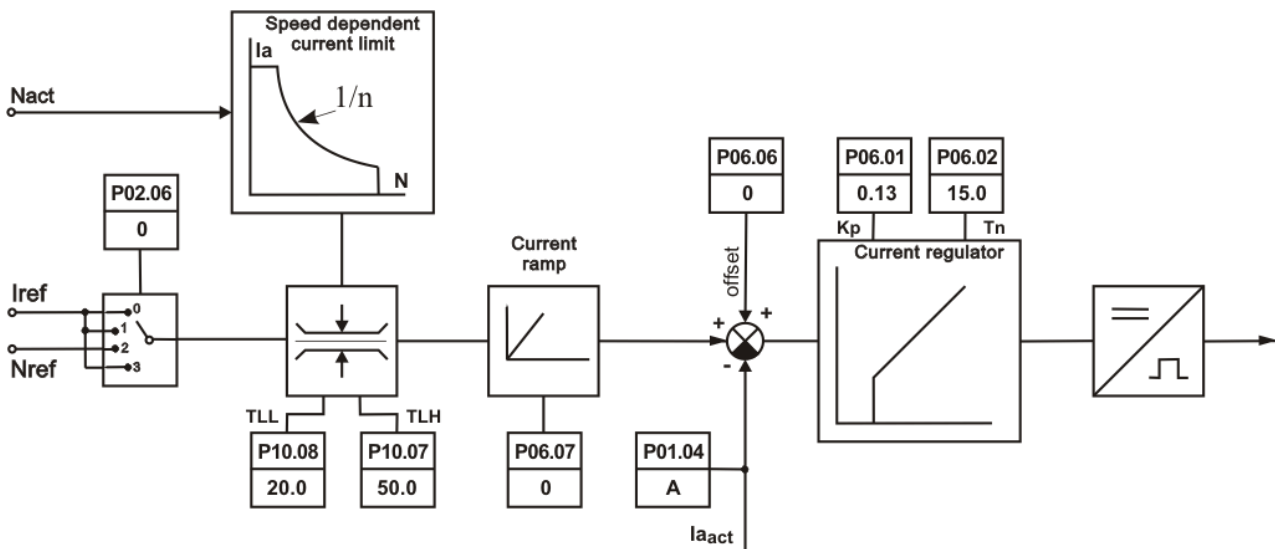 Speed dependent
current limit
Ia
1/n
N
Nact
P02.06
0
Iref
Nref
0
1
2
3
TLL
TLH
P10.08
20.0
P10.07
50.0
Current
ramp
P06.07
0
P06.06
0
offset
+
+
-
P01.04
A
Iaact
P06.01
0.13
P06.02
15.0
Kp
Tn
Current regulator